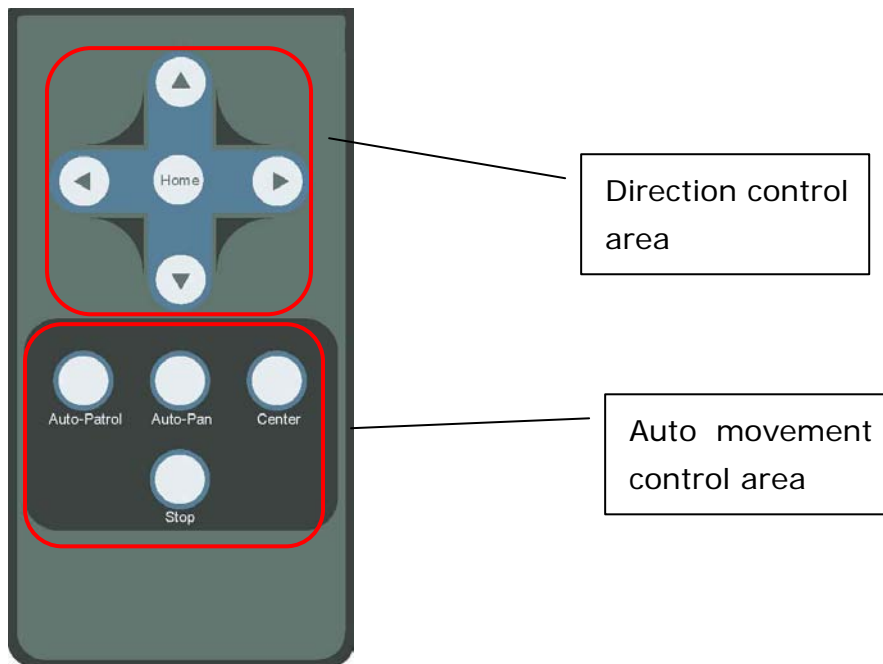 Home
Direction control
area
Auto-Patrol Auto-Pan Center
Stop
Auto movement
control area